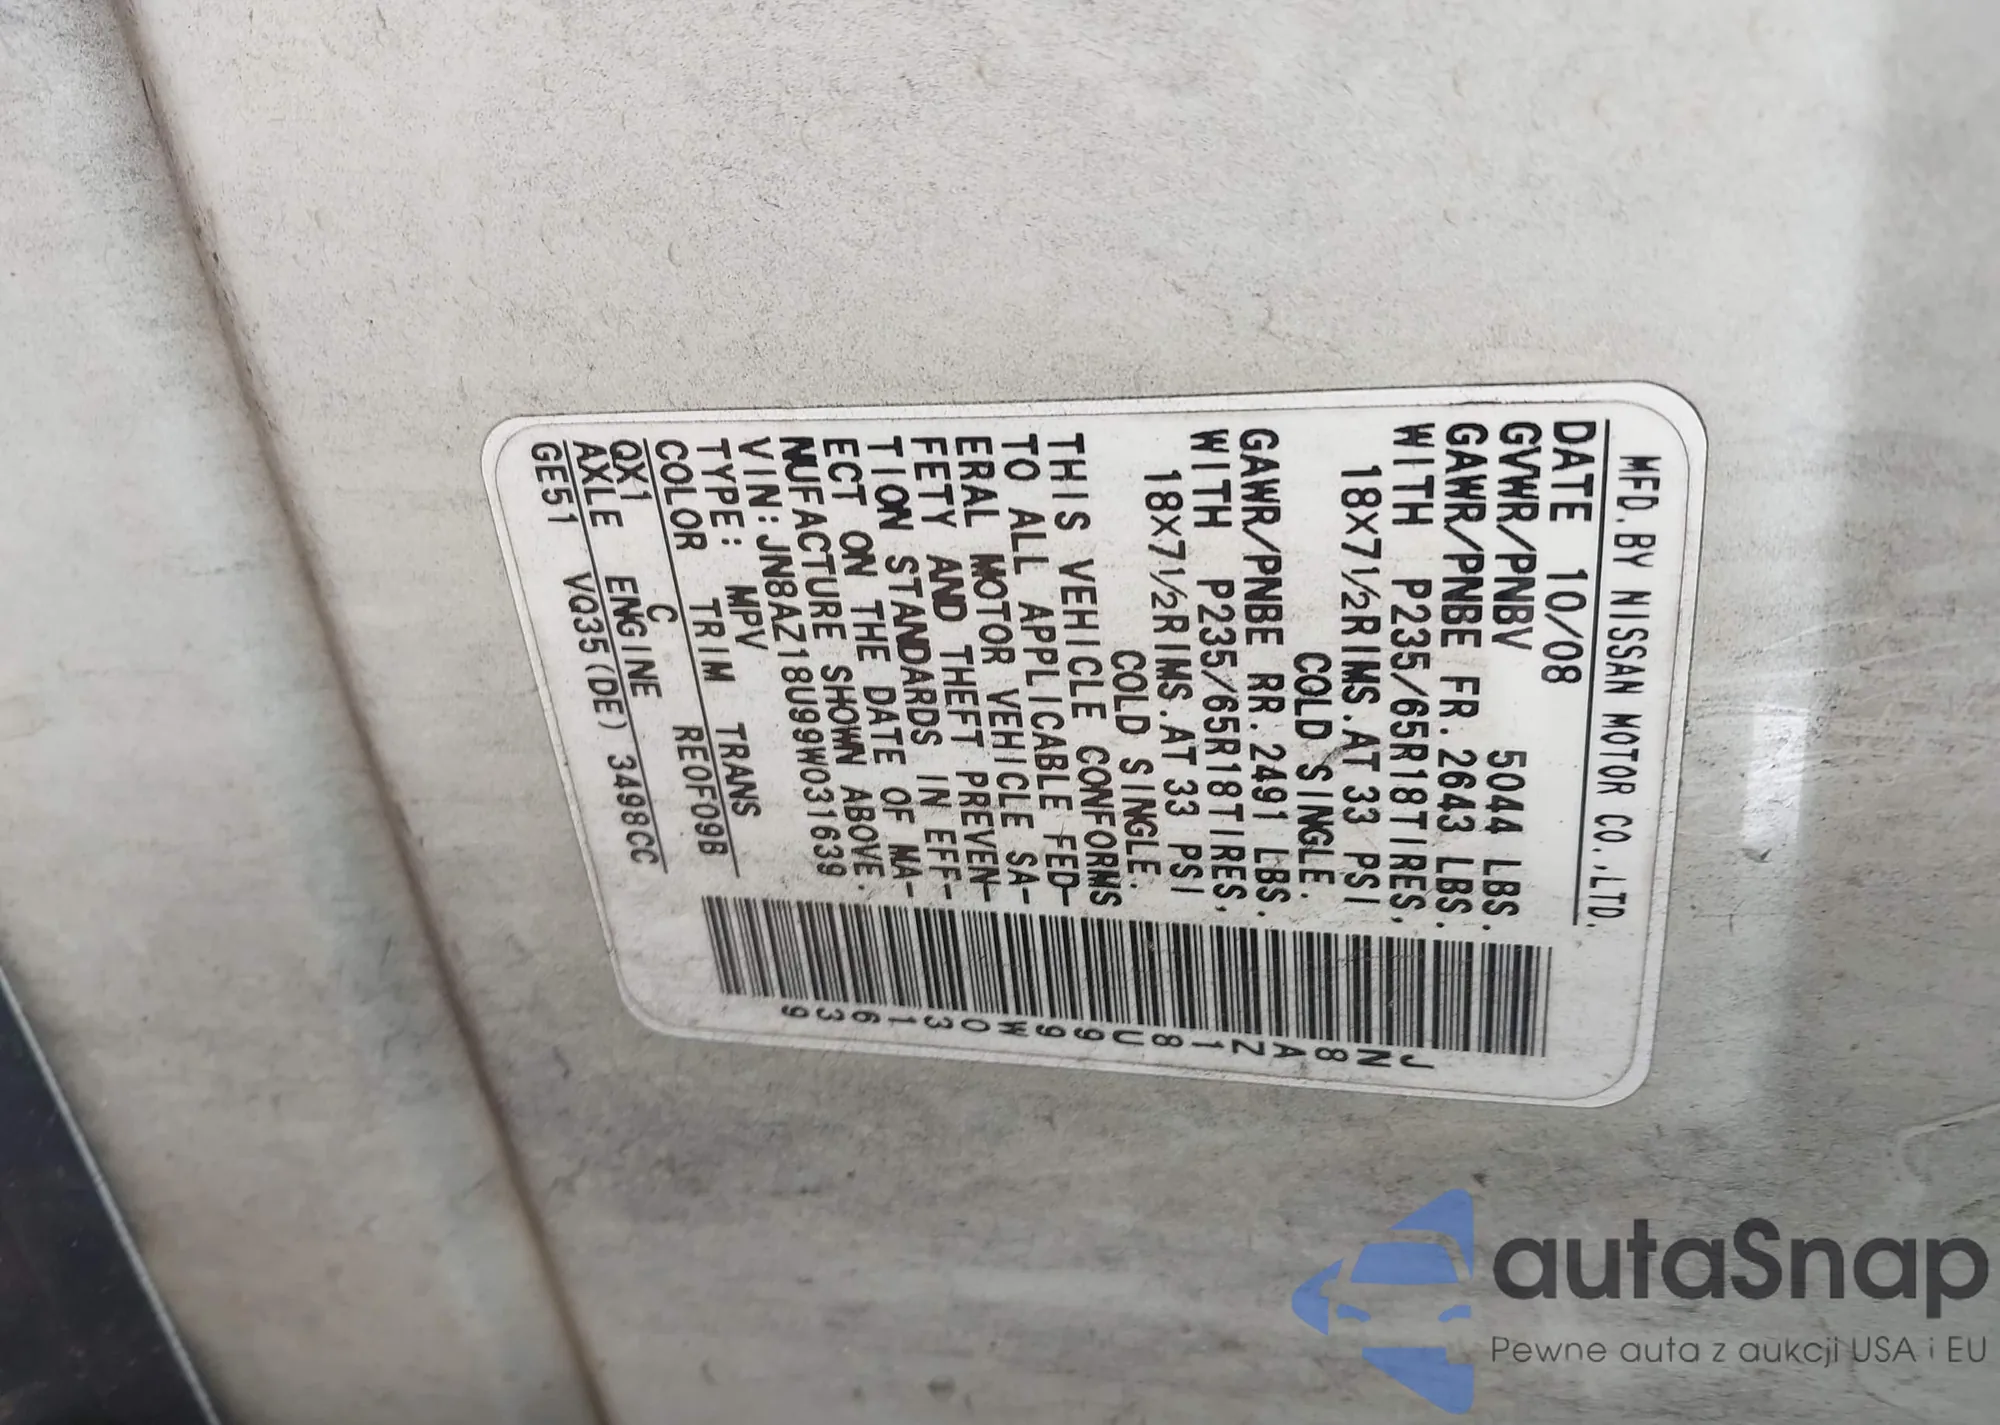 MFD.BY NISSAN MOTOR CO.,LTD.
DATE 10/08
GVWR/PNBV 5044 LBS.
GAWR/PNBE FR.2643 LBS.
WITH P235/65R18TIRES,
18X7 1/2RIMS.AT 33 PSI
COLD SINGLE.
GAWR/PNBE RR.2491 LBS.
WITH P235/65R18TIRES,
18X7 1/2RIMS.AT 33 PSI
COLD SINGLE.
THIS VEHICLE CONFORMS
TO ALL APPLICABLE FED-
ERAL MOTOR VEHICLE SA-
FETY AND THEFT PREVEN-
TION STANDARDS IN EFF-
ECT ON THE DATE OF MA-
NUFACTURE SHOWN ABOVE.
VIN:JN8AZ18U99W031639
TYPE: MPV
COLOR TRIM TRANS
QX1 C RE0F09B
AXLE ENGINE
GE51 VQ35(DE) 3498CC
JN8AZ18U99W031639
autaSnap
Pewne auta z aukcji USA i EU